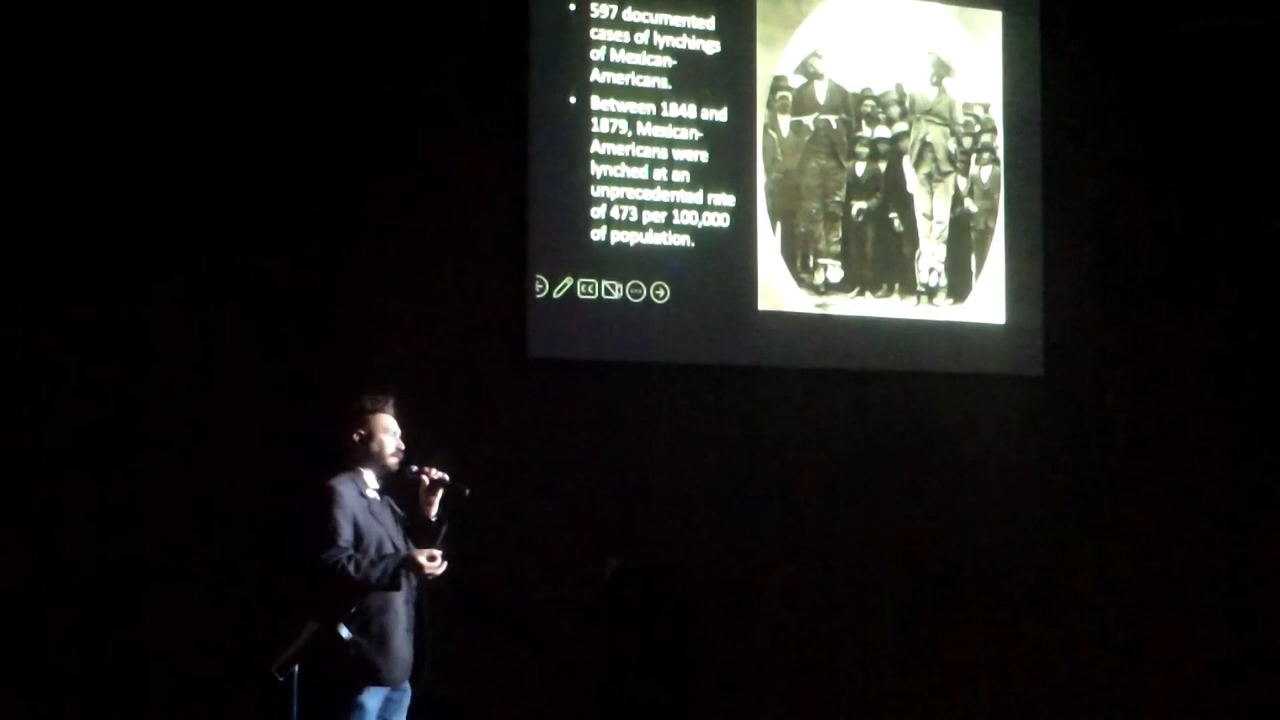 • 597 documented
cases of lynchings
of Mexican-
Americans.
• Between 1848 and
1879, Mexican-
Americans were
lynched at an
unprecedented rate
of 473 per 100,000
of population.
CC